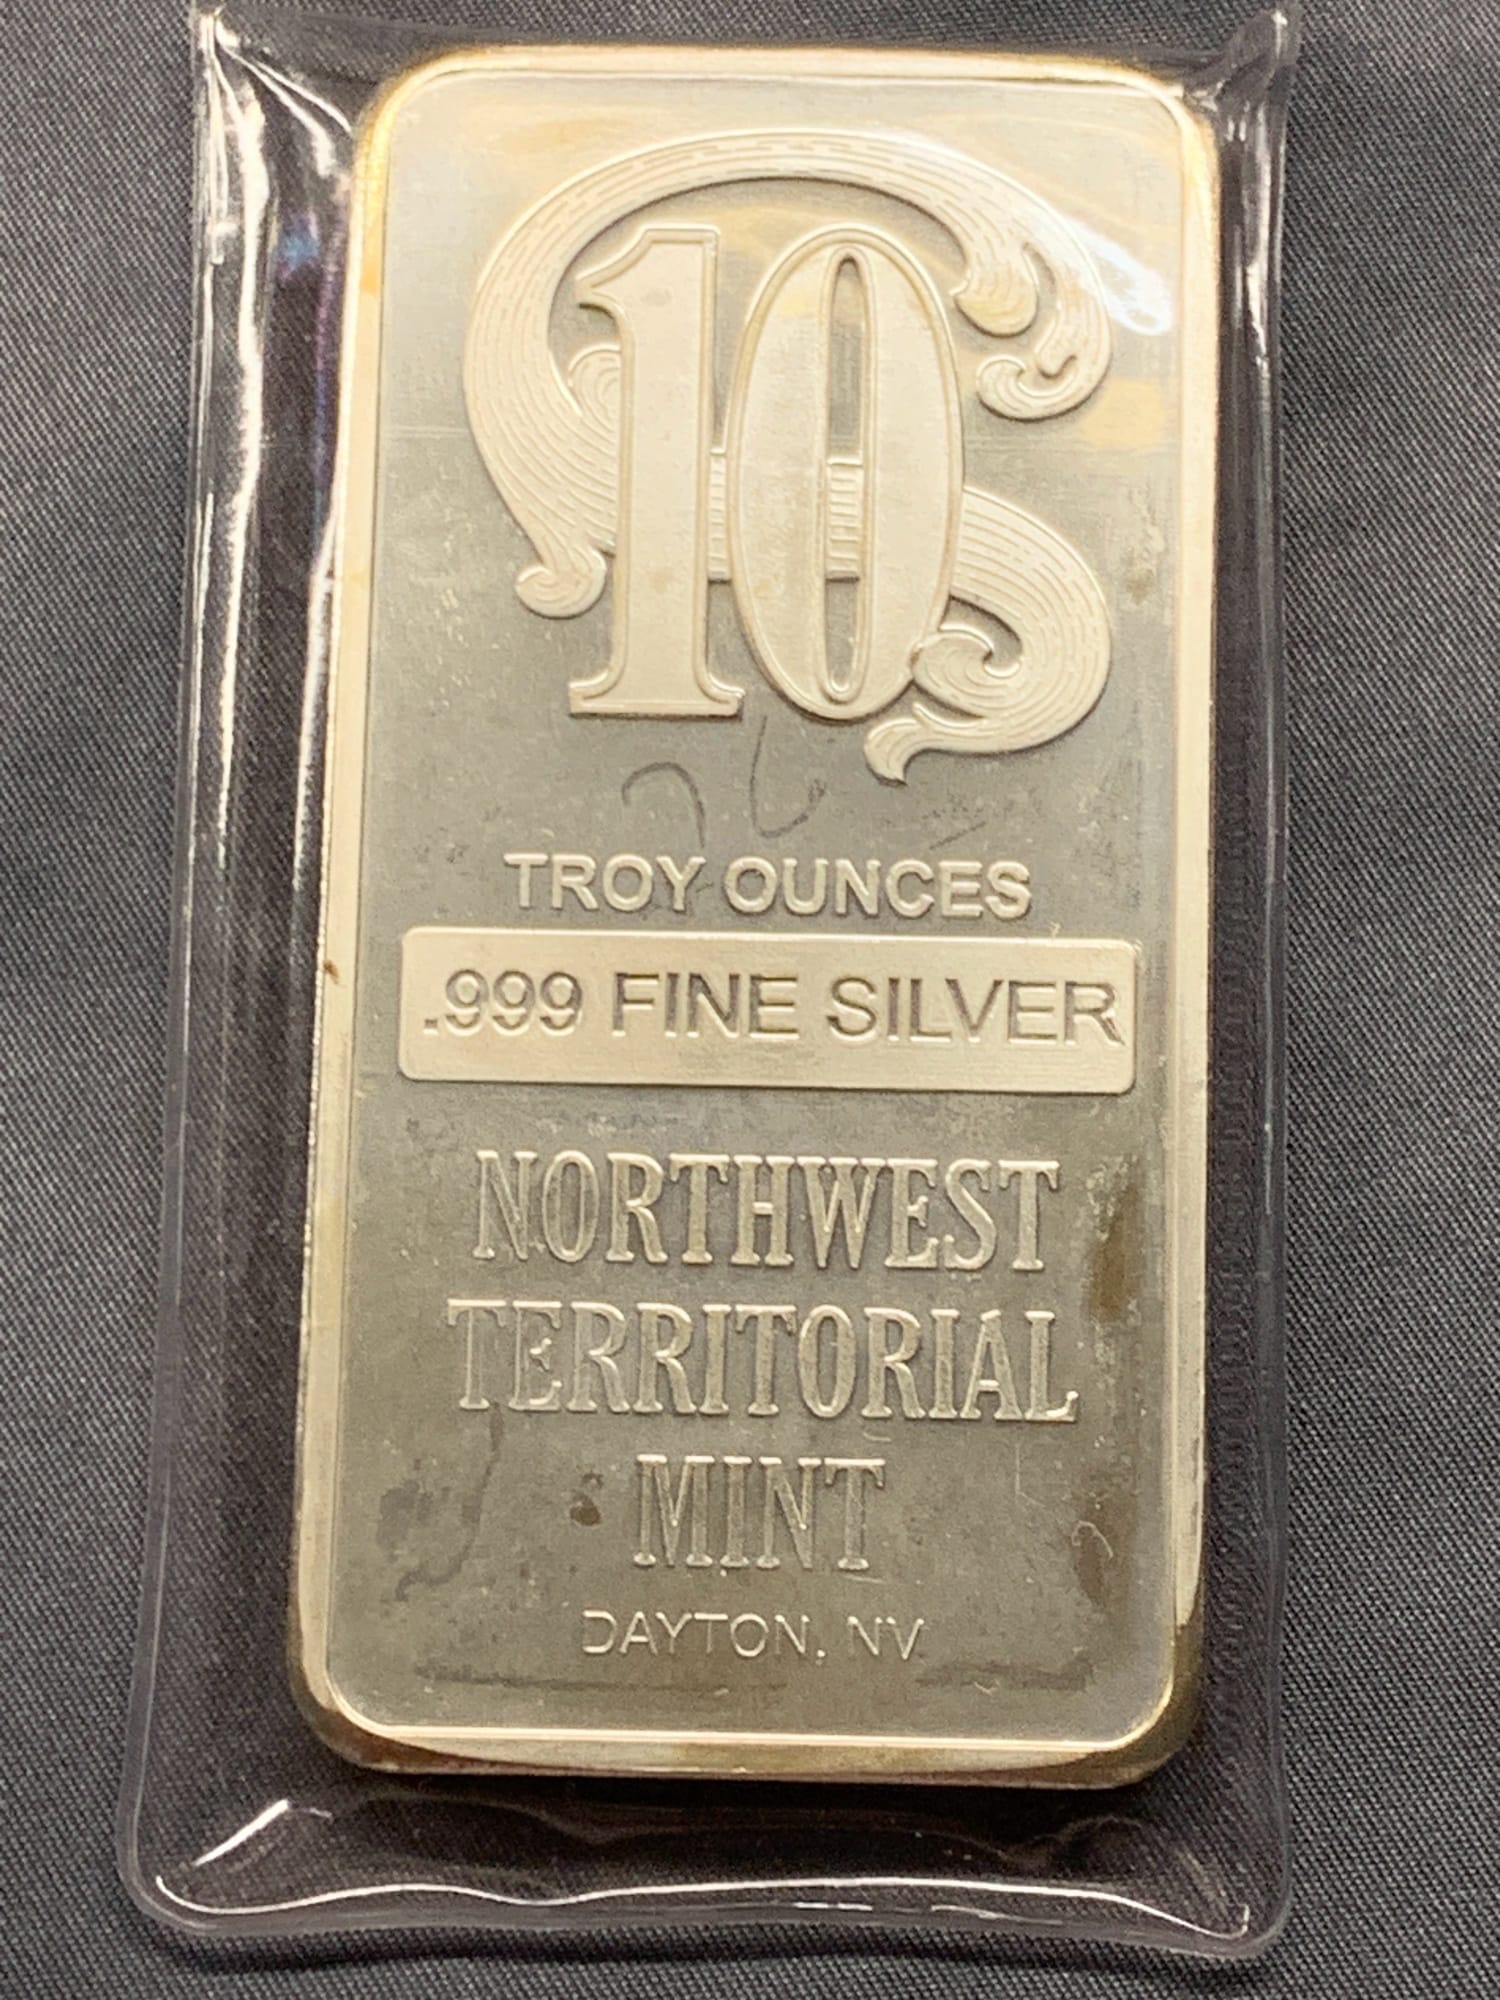 10
TROY OUNCES
.999 FINE SILVER
NORTHWEST
TERRITORIAL
MINT
DAYTON, NV